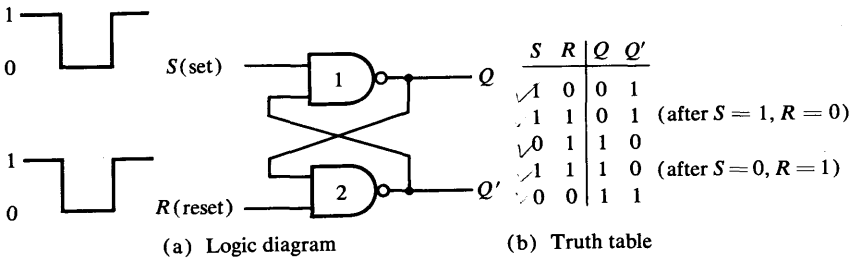 1
0
S(set)
1
Q
1
0
R(reset)
2
Q′
(a) Logic diagram
S R Q Q′
1 0 0 1
1 1 0 1 (after S = 1, R = 0)
0 1 1 0
1 1 1 0 (after S = 0, R = 1)
0 0 1 1
(b) Truth table